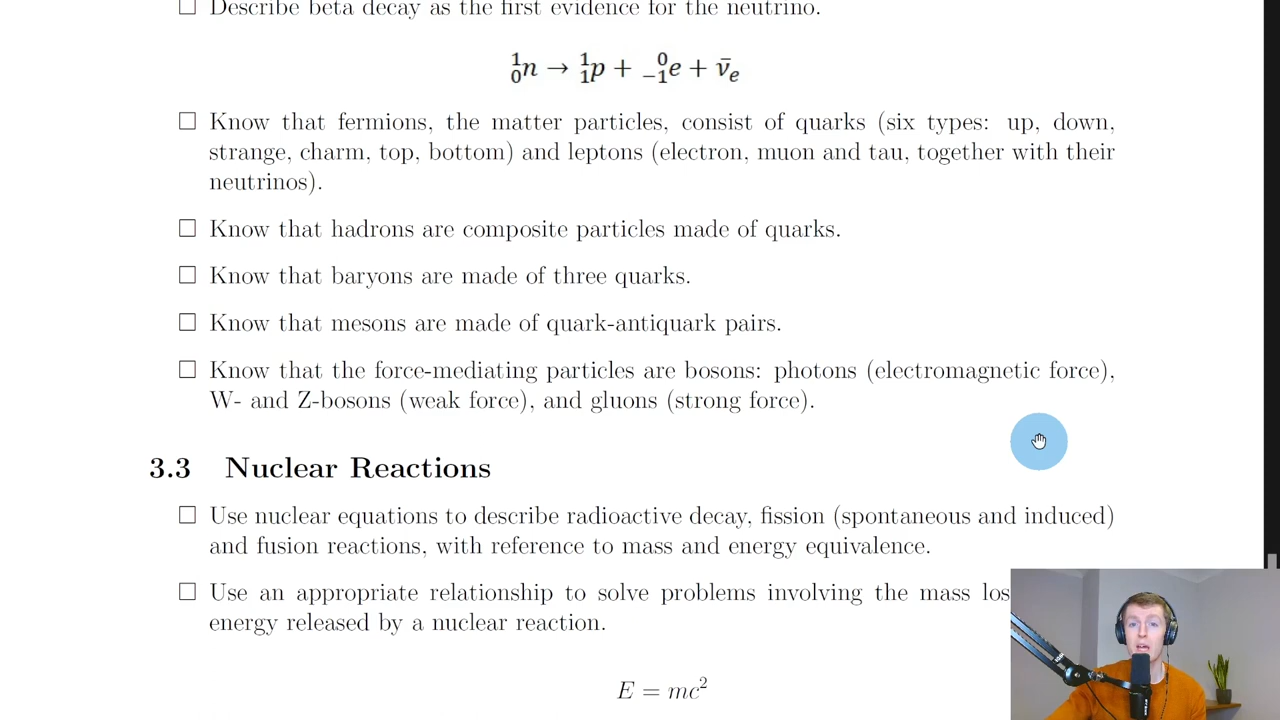 ☐ Describe beta decay as the first evidence for the neutrino.
¹₀n → ¹₁p + ⁰₋₁e + ν̄ₑ
☐ Know that fermions, the matter particles, consist of quarks (six types: up, down,
strange, charm, top, bottom) and leptons (electron, muon and tau, together with their
neutrinos).
☐ Know that hadrons are composite particles made of quarks.
☐ Know that baryons are made of three quarks.
☐ Know that mesons are made of quark-antiquark pairs.
☐ Know that the force-mediating particles are bosons: photons (electromagnetic force),
W- and Z-bosons (weak force), and gluons (strong force).
3.3 Nuclear Reactions
☐ Use nuclear equations to describe radioactive decay, fission (spontaneous and induced)
and fusion reactions, with reference to mass and energy equivalence.
☐ Use an appropriate relationship to solve problems involving the mass los
energy released by a nuclear reaction.
E = mc²